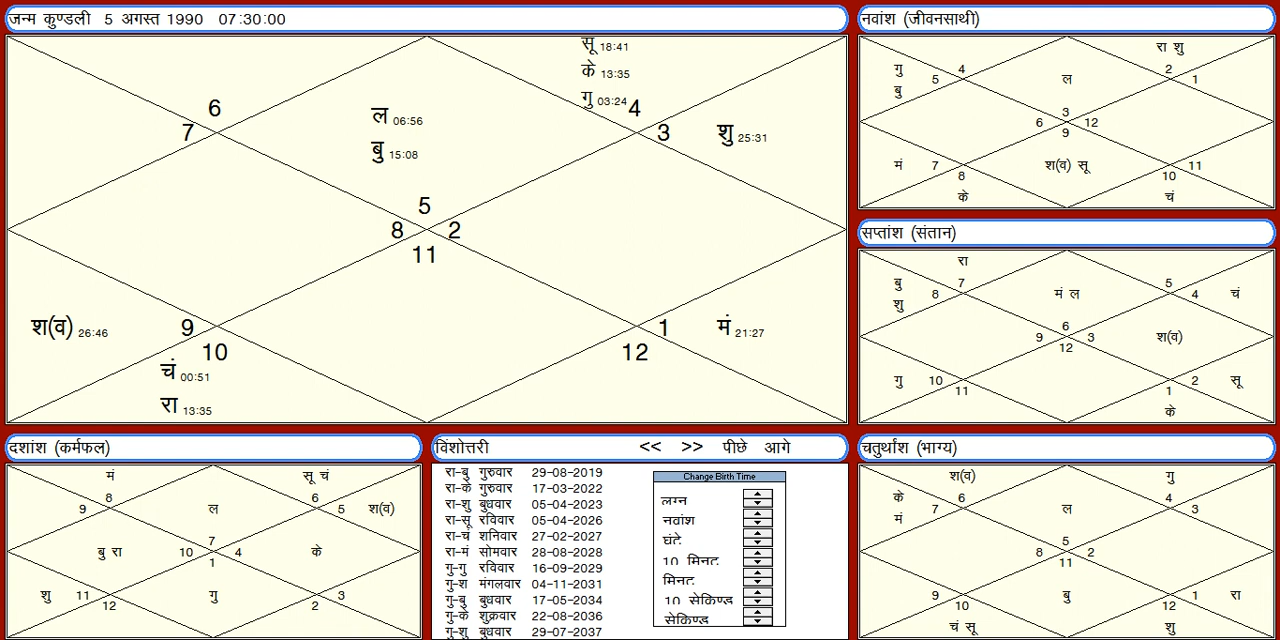 जन्म कुण्डली 5 अगस्त 1990 07:30:00
सू 18:41
के 13:35
गु 03:24
6
4
ल 06:56
7
3
शु 25:31
बु 15:08
5
8
2
11
श(व) 26:46
9
1
मं 21:27
10
12
चं 00:51
रा 13:35
नवांश (जीवनसाथी)
रा शु
गु
4
2
5
ल
1
बु
3
6
12
9
मं
7
श(व) सू
11
8
10
के
चं
सप्तांश (संतान)
रा
बु
7
5
8
मं ल
4
चं
शु
6
9
3
श(व)
12
गु
10
2
सू
11
1
के
दशांश (कर्मफल)
मं
सू चं
8
6
9
ल
5
श(व)
7
बु रा
10
4
के
1
शु
11
गु
3
12
2
विंशोत्तरी << >> पीछे आगे
रा-बु गुरुवार 29-08-2019
रा-के गुरुवार 17-03-2022
रा-शु बुधवार 05-04-2023
रा-सू रविवार 05-04-2026
रा-चं शनिवार 27-02-2027
रा-मं सोमवार 28-08-2028
गु-गु रविवार 16-09-2029
गु-श मंगलवार 04-11-2031
गु-बु बुधवार 17-05-2034
गु-के शुक्रवार 22-08-2036
गु-शु बुधवार 29-07-2037
Change Birth Time
लग्न
नवांश
घंटे
10 मिनट
मिनट
10 सेकिण्ड
सेकिण्ड
चतुर्थांश (भाग्य)
श(व)
गु
के
6
4
7
ल
3
मं
5
8
2
11
9
बु
1
रा
10
12
चं सू
शु